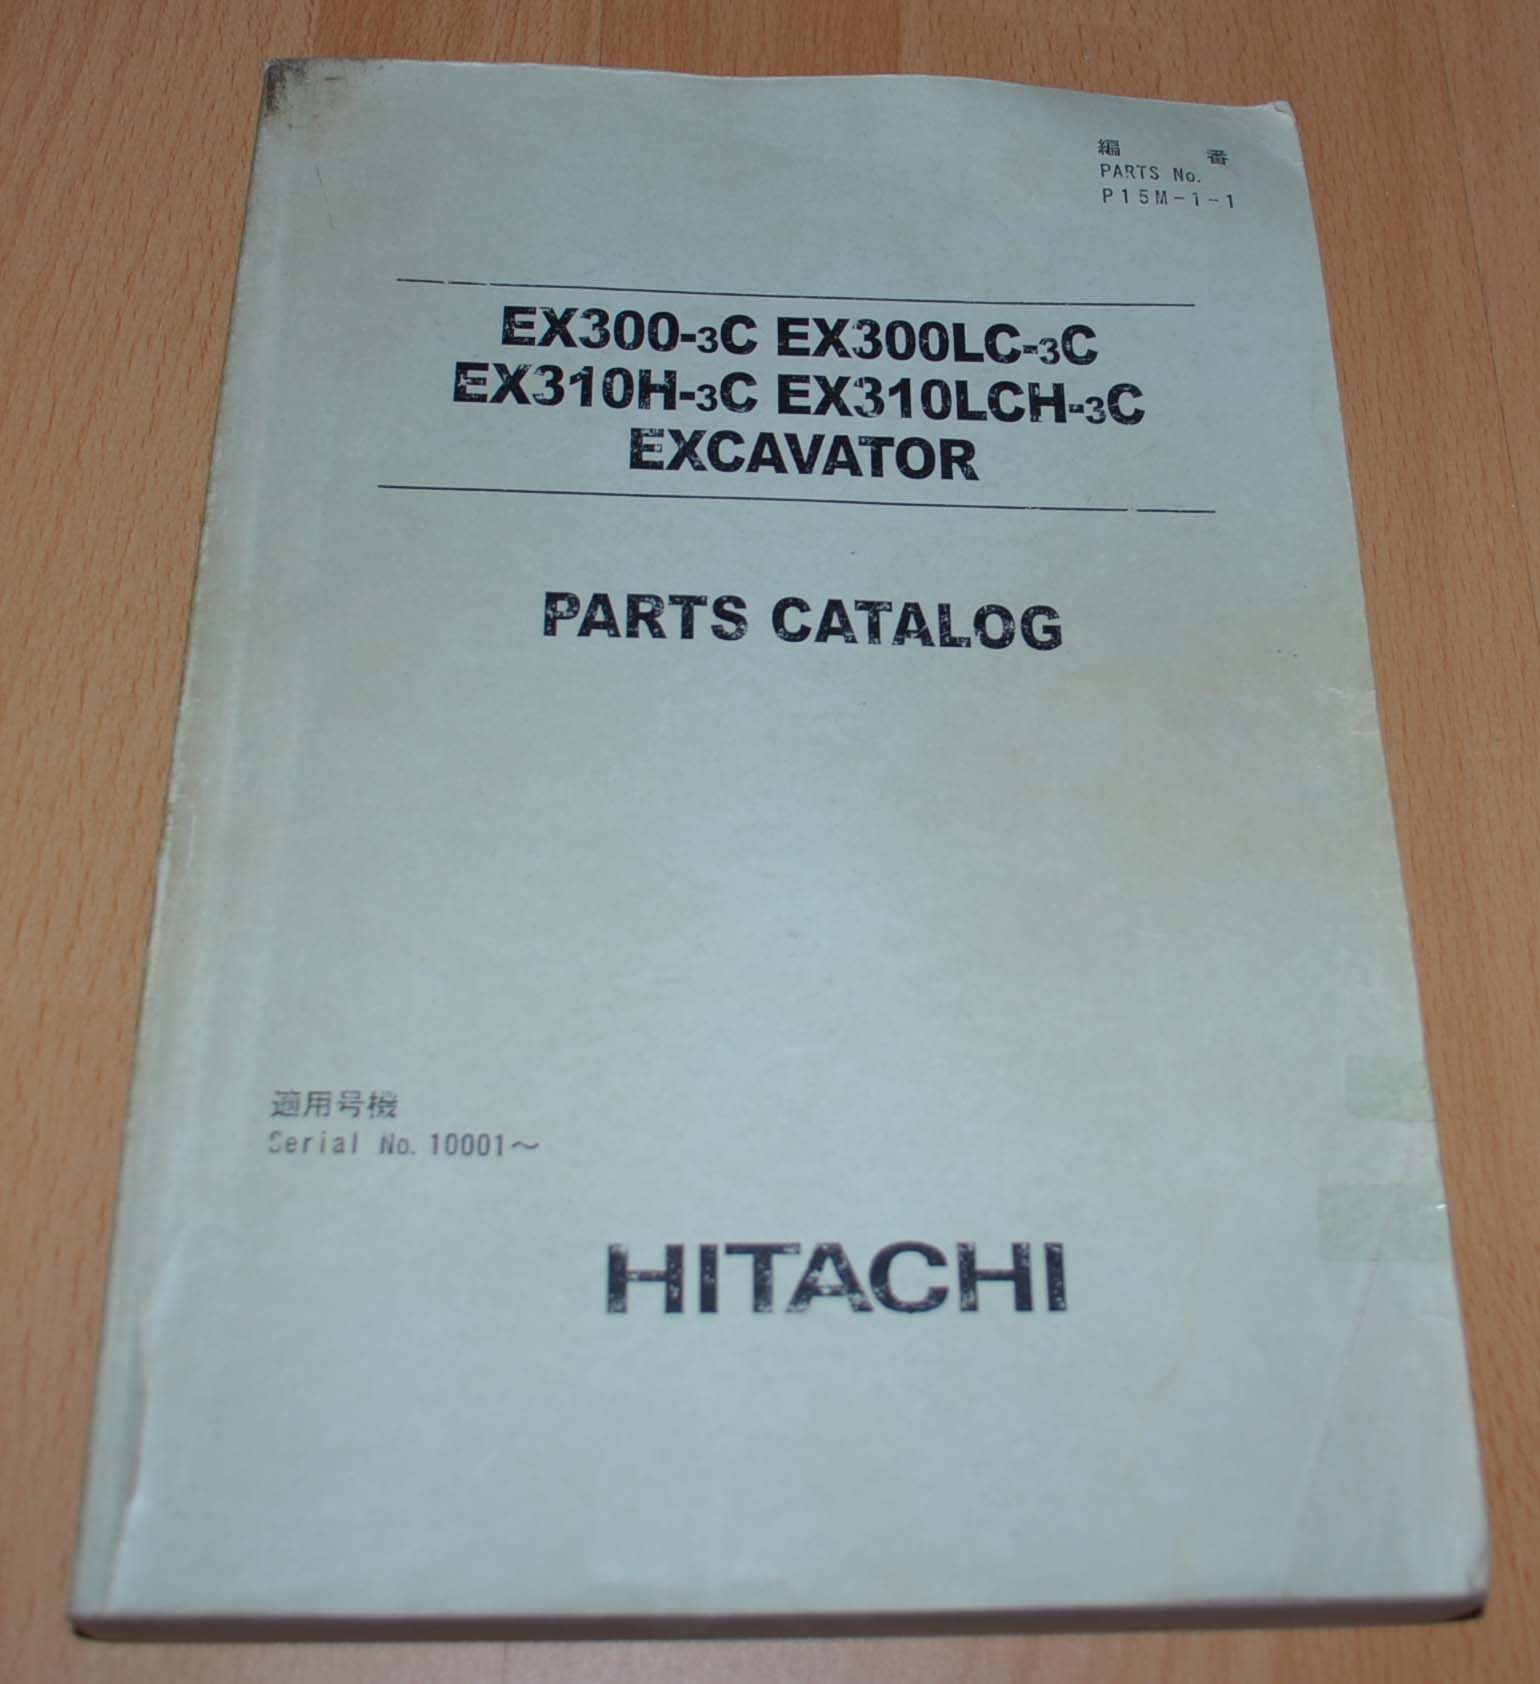 編 番
PARTS No.
P15M-1-1
EX300-3C EX300LC-3C
EX310H-3C EX310LCH-3C
EXCAVATOR
PARTS CATALOG
適用号機
Serial No. 10001～
HITACHI